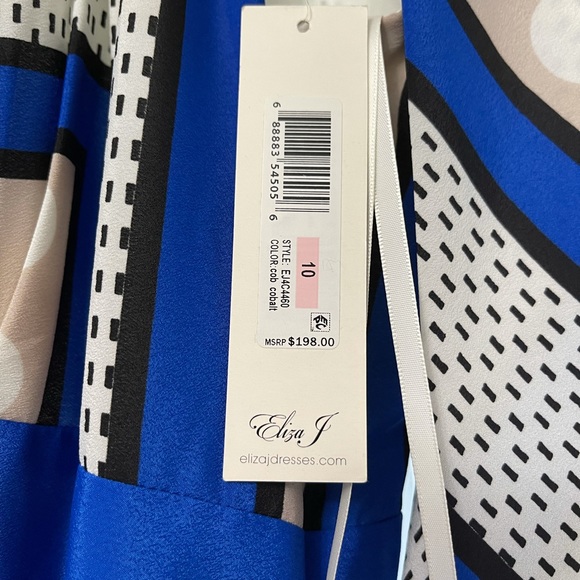 6 88883 54505 6
STYLE: EJ4C4460
COLOR:cob cobalt
10
MSRP $198.00
Eliza J
elizajdresses.com